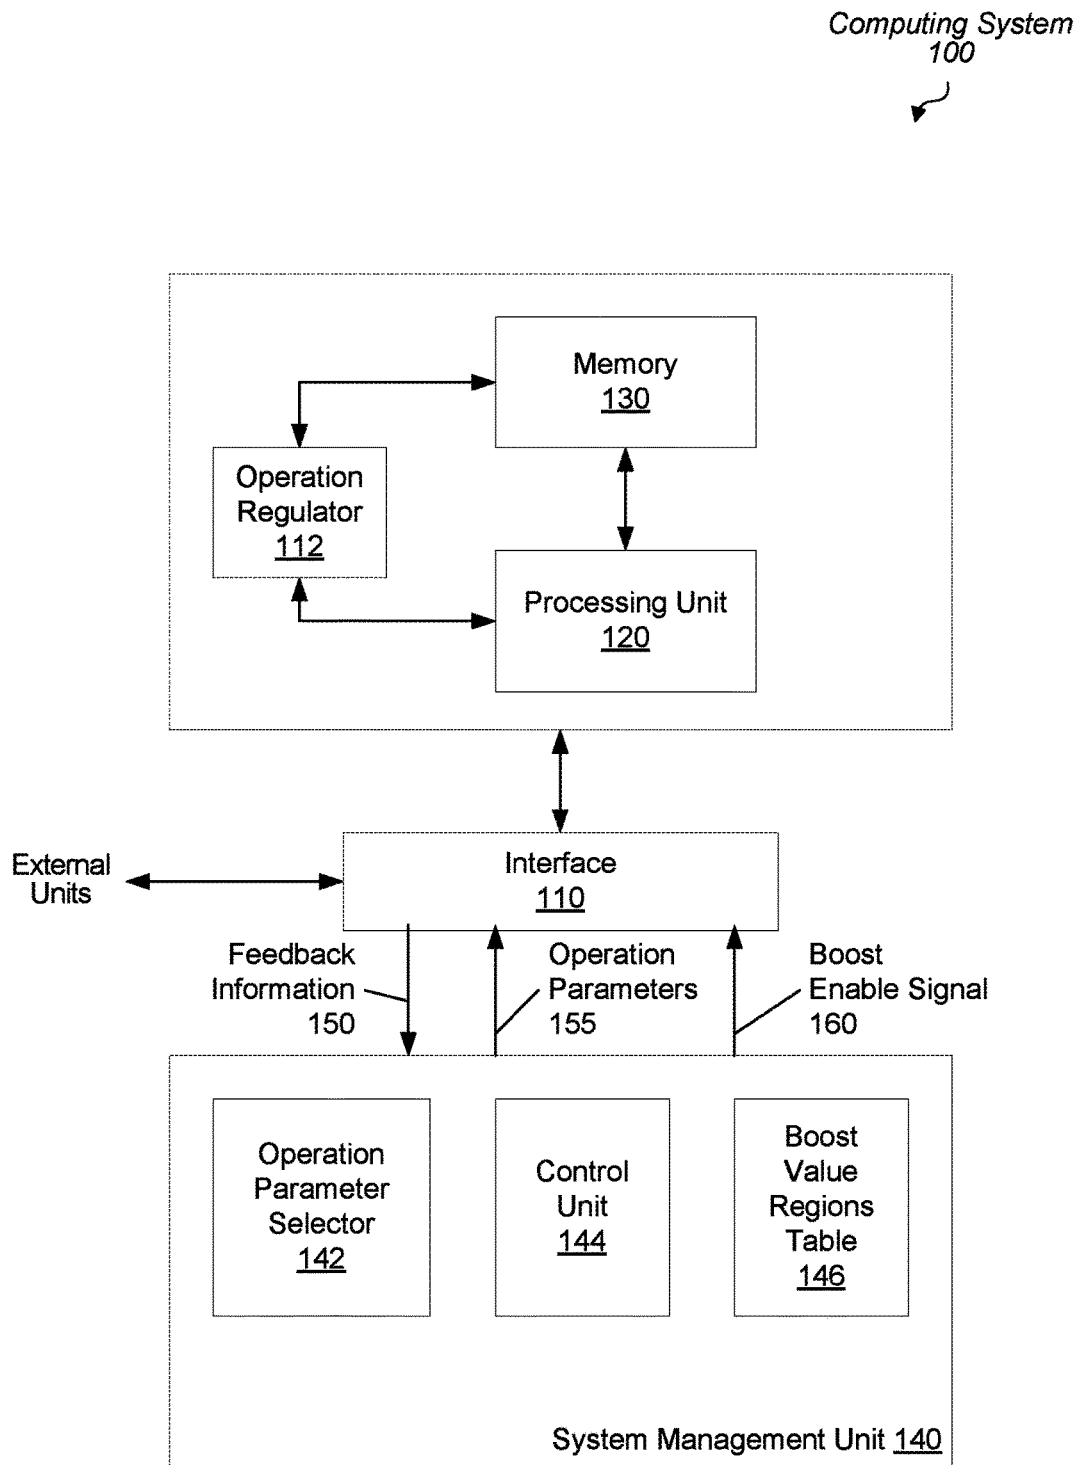 Computing System
100
Memory
130
Operation
Regulator
112
Processing Unit
120
External
Units
Interface
110
Feedback
Information
150
Operation
Parameters
155
Boost
Enable Signal
160
Operation
Parameter
Selector
142
Control
Unit
144
Boost
Value
Regions
Table
146
System Management Unit 140